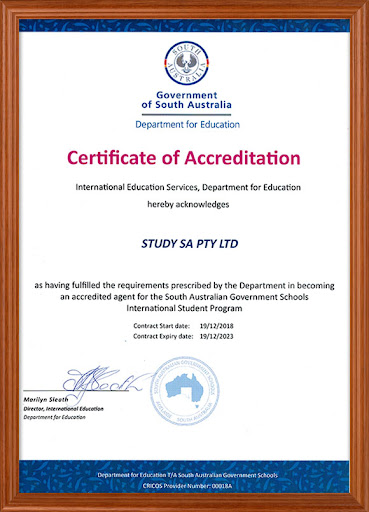 SOUTH AUSTRALIA
Government
of South Australia
Department for Education
Certificate of Accreditation
International Education Services, Department for Education
hereby acknowledges
STUDY SA PTY LTD
as having fulfilled the requirements prescribed by the Department in becoming
an accredited agent for the South Australian Government Schools
International Student Program
Contract Start date: 19/12/2018
Contract Expiry date: 19/12/2023
Marilyn Sleath
Director, International Education
Department for Education
SOUTH AUSTRALIAN GOVERNMENT SCHOOLS
SOUTH AUSTRALIA
Department for Education T/A South Australian Government Schools
CRICOS Provider Number: 00018A